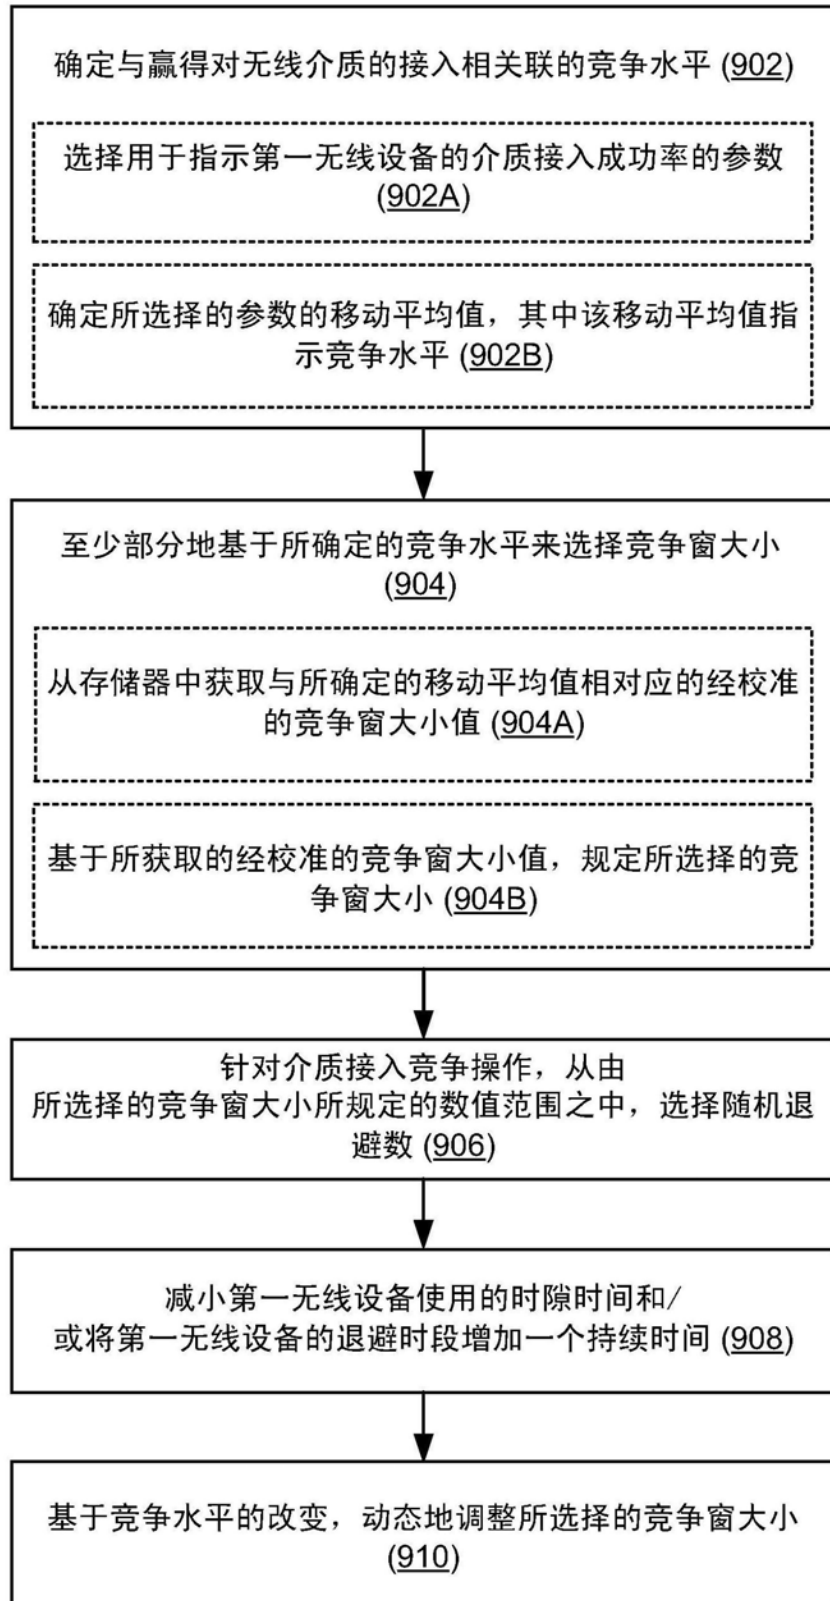 确定与赢得对无线介质的接入相关联的竞争水平 (902)
选择用于指示第一无线设备的介质接入成功率的参数
(902A)
确定所选择的参数的移动平均值，其中该移动平均值指
示竞争水平 (902B)
至少部分地基于所确定的竞争水平来选择竞争窗大小
(904)
从存储器中获取与所确定的移动平均值相对应的经校准
的竞争窗大小值 (904A)
基于所获取的经校准的竞争窗大小值，规定所选择的竞
争窗大小 (904B)
针对介质接入竞争操作，从由
所选择的竞争窗大小所规定的数值范围之中，选择随机退
避数 (906)
减小第一无线设备使用的时隙时间和/
或将第一无线设备的退避时段增加一个持续时间 (908)
基于竞争水平的改变，动态地调整所选择的竞争窗大小
(910)